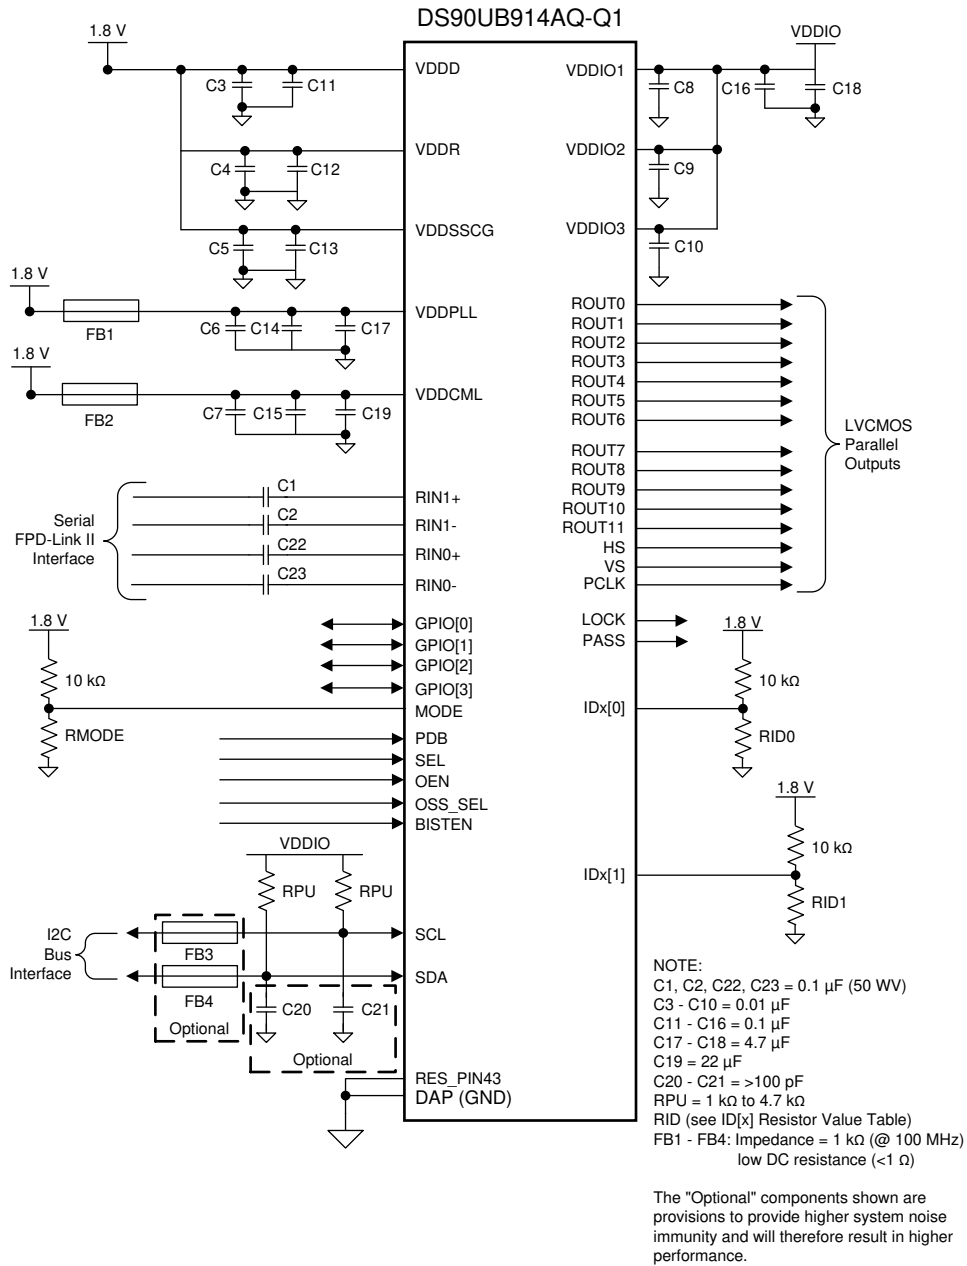 DS90UB914AQ-Q1
1.8 V
VDDIO
VDDD
VDDIO1
C3
C11
C8
C16
C18
VDDR
VDDIO2
C4
C12
C9
VDDSSCG
VDDIO3
C5
C13
C10
1.8 V
VDDPLL
FB1
C6
C14
C17
1.8 V
VDDCML
FB2
C7
C15
C19
ROUT0
ROUT1
ROUT2
ROUT3
ROUT4
ROUT5
ROUT6
ROUT7
ROUT8
ROUT9
ROUT10
ROUT11
HS
VS
PCLK
LVCMOS
Parallel
Outputs
Serial
FPD-Link II
Interface
C1
RIN1+
C2
RIN1-
C22
RIN0+
C23
RIN0-
GPIO[0]
GPIO[1]
GPIO[2]
GPIO[3]
LOCK
PASS
1.8 V
10 kΩ
RMODE
MODE
1.8 V
10 kΩ
IDx[0]
RID0
PDB
SEL
OEN
OSS_SEL
BISTEN
1.8 V
10 kΩ
IDx[1]
RID1
VDDIO
RPU
RPU
I2C
Bus
Interface
SCL
FB3
SDA
FB4
Optional
C20
C21
Optional
RES_PIN43
DAP (GND)
NOTE:
C1, C2, C22, C23 = 0.1 µF (50 WV)
C3 - C10 = 0.01 µF
C11 - C16 = 0.1 µF
C17 - C18 = 4.7 µF
C19 = 22 µF
C20 - C21 = >100 pF
RPU = 1 kΩ to 4.7 kΩ
RID (see ID[x] Resistor Value Table)
FB1 - FB4: Impedance = 1 kΩ (@ 100 MHz)
low DC resistance (<1 Ω)
The "Optional" components shown are
provisions to provide higher system noise
immunity and will therefore result in higher
performance.